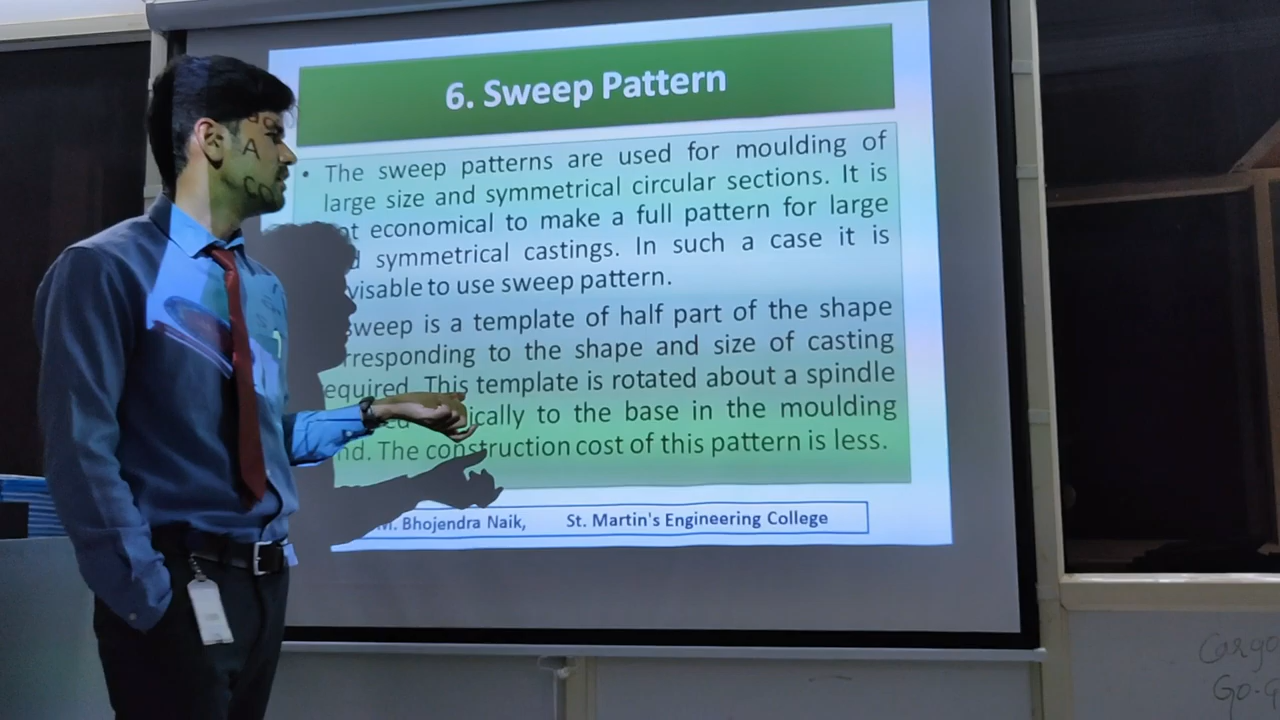 6. Sweep Pattern
• The sweep patterns are used for moulding of
large size and symmetrical circular sections. It is
economical to make a full pattern for large
symmetrical castings. In such a case it is
visable to use sweep pattern.
sweep is a template of half part of the shape
rresponding to the shape and size of casting
equired. This template is rotated about a spindle
ically to the base in the moulding
nd. The construction cost of this pattern is less.
M. Bhojendra Naik, St. Martin's Engineering College
A
CO
Cargo
Go-